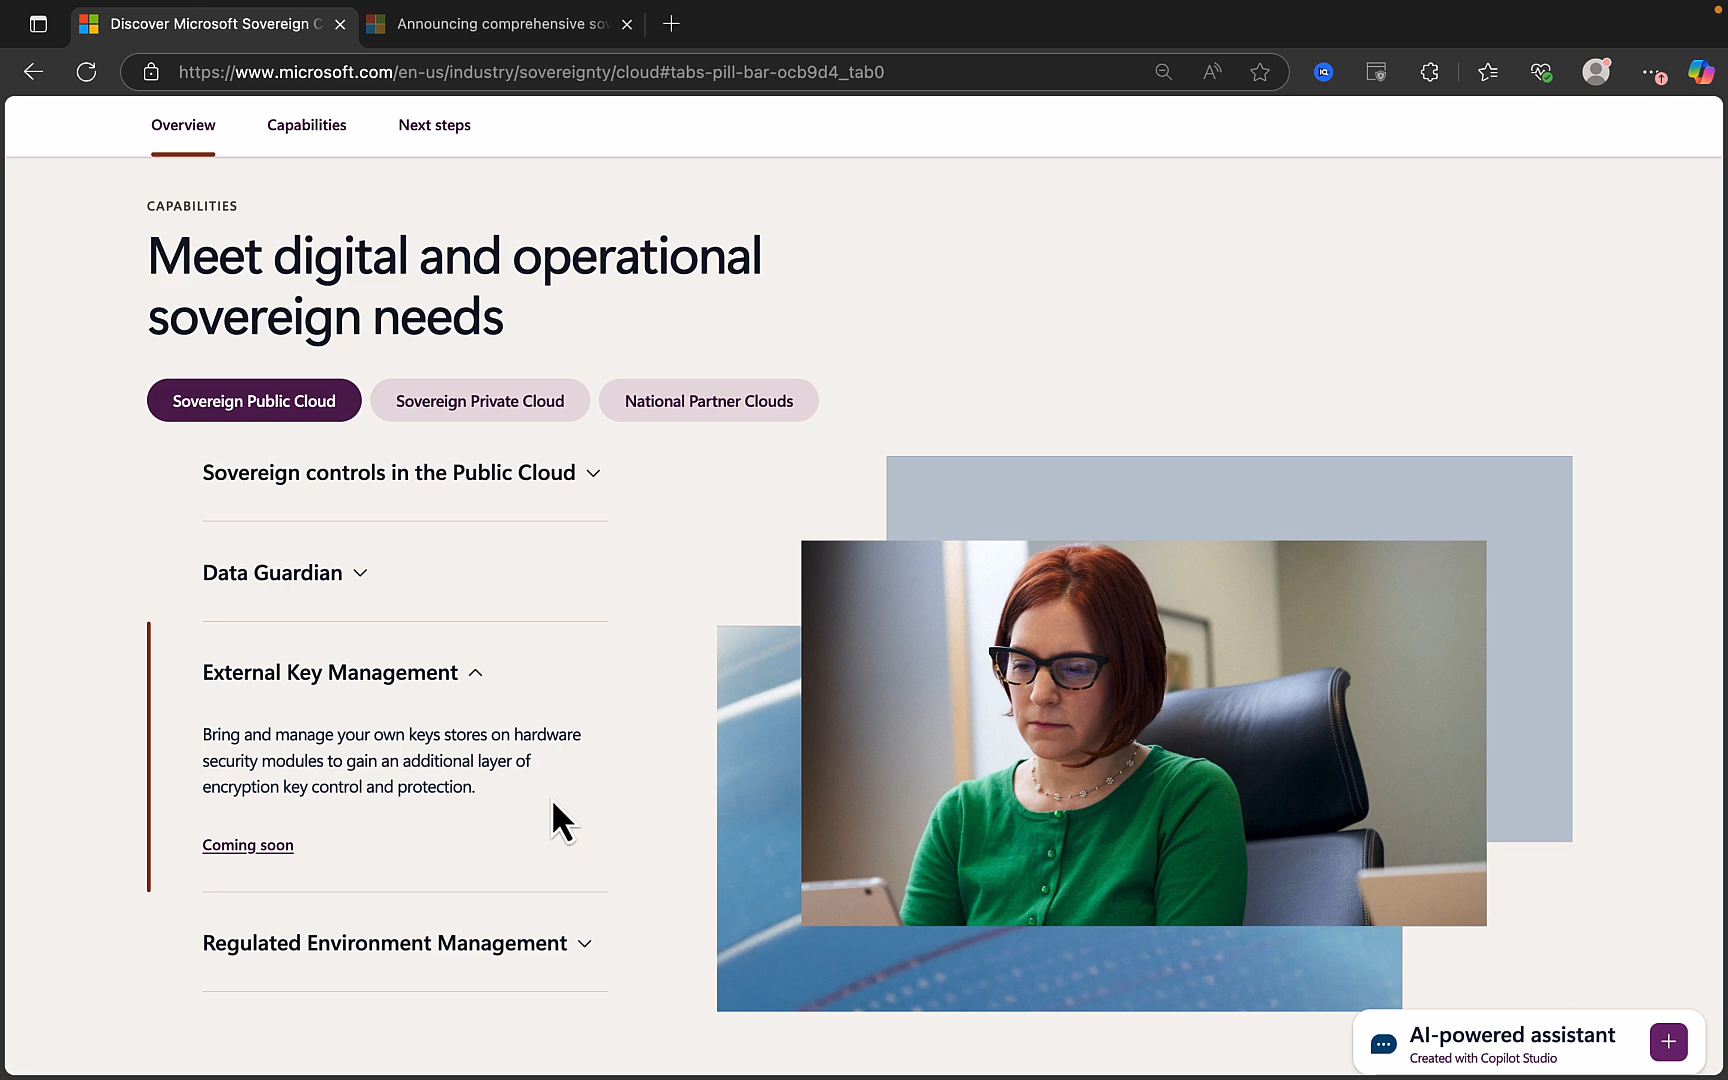 Discover Microsoft Sovereign C
Announcing comprehensive sov
https://www.microsoft.com/en-us/industry/sovereignty/cloud#tabs-pill-bar-ocb9d4_tab0
Overview
Capabilities
Next steps
CAPABILITIES
Meet digital and operational
sovereign needs
Sovereign Public Cloud
Sovereign Private Cloud
National Partner Clouds
Sovereign controls in the Public Cloud
Data Guardian
External Key Management
Bring and manage your own keys stores on hardware
security modules to gain an additional layer of
encryption key control and protection.
Coming soon
Regulated Environment Management
AI-powered assistant
Created with Copilot Studio